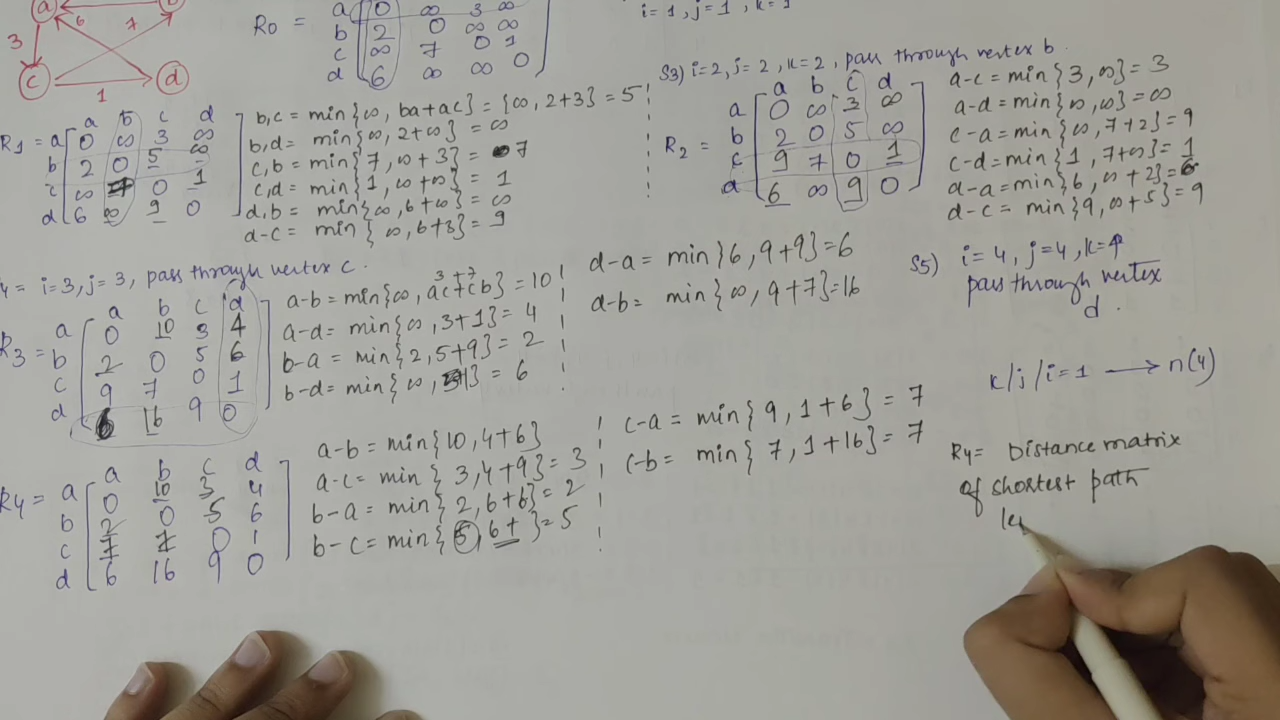 a
b
6
7
3
c
d
1
R0 =
a 0 ∞ 3 ∞
b 2 0 ∞ ∞
c ∞ 7 0 1
d 6 ∞ ∞ 0
i=1, j=1, k=1
a b c d
R1 = a 0 ∞ 3 ∞
b 2 0 5 ∞
c ∞ 7 0 1
d 6 ∞ 9 0
b,c = min{∞, ba+ac} = {∞, 2+3} = 5
b,d = min{∞, 2+∞} = ∞
c,b = min{7, ∞+3} = 7
c,d = min{1, ∞+∞} = 1
d,b = min{∞, 6+∞} = ∞
d-c = min{∞, 6+3} = 9
S3) i=2, j=2, k=2, pass through vertex b.
a b c d
a 0 ∞ 3 ∞
R2 = b 2 0 5 ∞
c 9 7 0 1
d 6 ∞ 9 0
a-c = min{3, ∞} = 3
a-d = min{∞, ∞} = ∞
c-a = min{∞, 7+2} = 9
c-d = min{1, 7+∞} = 1
d-a = min{6, ∞+2} = 6
d-c = min{9, ∞+5} = 9
4 = i=3, j=3, pass through vertex c.
a b c d
a 0 10 3 4
R3 = b 2 0 5 6
c 9 7 0 1
d 6 16 9 0
3+7
a-b = min{∞, ac+cb} = 10
a-d = min{∞, 3+1} = 4
b-a = min{2, 5+9} = 2
b-d = min{∞, 5+1} = 6
d-a = min{6, 9+9} = 6
d-b = min{∞, 9+7} = 16
S5) i=4, j=4, k=4
pass through vertex
d.
k/j/i=1 → n(4)
a b c d
R4 = a 0 10 3 4
b 2 0 5 6
c 7 7 0 1
d 6 16 9 0
a-b = min{10, 4+6}
a-c = min{3, 4+9} = 3
b-a = min{2, 6+6} = 2
b-c = min{5, 6+ } = 5
c-a = min{9, 1+6} = 7
c-b = min{7, 1+16} = 7
R4 = Distance matrix
of shortest path
le